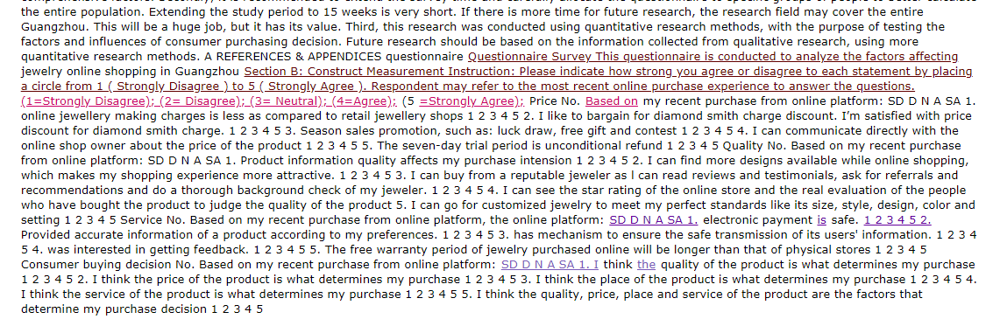 the entire population. Extending the study period to 15 weeks is very short. If there is more time for future research, the research field may cover the entire
Guangzhou. This will be a huge job, but it has its value. Third, this research was conducted using quantitative research methods, with the purpose of testing the
factors and influences of consumer purchasing decision. Future research should be based on the information collected from qualitative research, using more
quantitative research methods. A REFERENCES & APPENDICES questionnaire Questionnaire Survey This questionnaire is conducted to analyze the factors affecting
jewelry online shopping in Guangzhou Section B: Construct Measurement Instruction: Please indicate how strong you agree or disagree to each statement by placing
a circle from 1 ( Strongly Disagree ) to 5 ( Strongly Agree ). Respondent may refer to the most recent online purchase experience to answer the questions.
(1=Strongly Disagree); (2= Disagree); (3= Neutral); (4=Agree); (5 =Strongly Agree); Price No. Based on my recent purchase from online platform: SD D N A SA 1.
online jewellery making charges is less as compared to retail jewellery shops 1 2 3 4 5 2. I like to bargain for diamond smith charge discount. I'm satisfied with price
discount for diamond smith charge. 1 2 3 4 5 3. Season sales promotion, such as: luck draw, free gift and contest 1 2 3 4 5 4. I can communicate directly with the
online shop owner about the price of the product 1 2 3 4 5 5. The seven-day trial period is unconditional refund 1 2 3 4 5 Quality No. Based on my recent purchase
from online platform: SD D N A SA 1. Product information quality affects my purchase intension 1 2 3 4 5 2. I can find more designs available while online shopping,
which makes my shopping experience more attractive. 1 2 3 4 5 3. I can buy from a reputable jeweler as I can read reviews and testimonials, ask for referrals and
recommendations and do a thorough background check of my jeweler. 1 2 3 4 5 4. I can see the star rating of the online store and the real evaluation of the people
who have bought the product to judge the quality of the product 5. I can go for customized jewelry to meet my perfect standards like its size, style, design, color and
setting 1 2 3 4 5 Service No. Based on my recent purchase from online platform, the online platform: SD D N A SA 1. electronic payment is safe. 1 2 3 4 5 2.
Provided accurate information of a product according to my preferences. 1 2 3 4 5 3. has mechanism to ensure the safe transmission of its users' information. 1 2 3 4
5 4. was interested in getting feedback. 1 2 3 4 5 5. The free warranty period of jewelry purchased online will be longer than that of physical stores 1 2 3 4 5
Consumer buying decision No. Based on my recent purchase from online platform: SD D N A SA 1. I think the quality of the product is what determines my purchase
1 2 3 4 5 2. I think the price of the product is what determines my purchase 1 2 3 4 5 3. I think the place of the product is what determines my purchase 1 2 3 4 5 4.
I think the service of the product is what determines my purchase 1 2 3 4 5 5. I think the quality, price, place and service of the product are the factors that
determine my purchase decision 1 2 3 4 5